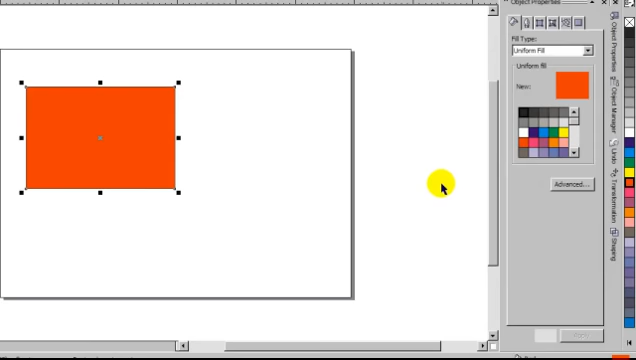 Object Properties
Fill Type:
Uniform Fill
Uniform fill
New:
Advanced...
Object Properties
Object Manager
Undo
Transformation
Shaping